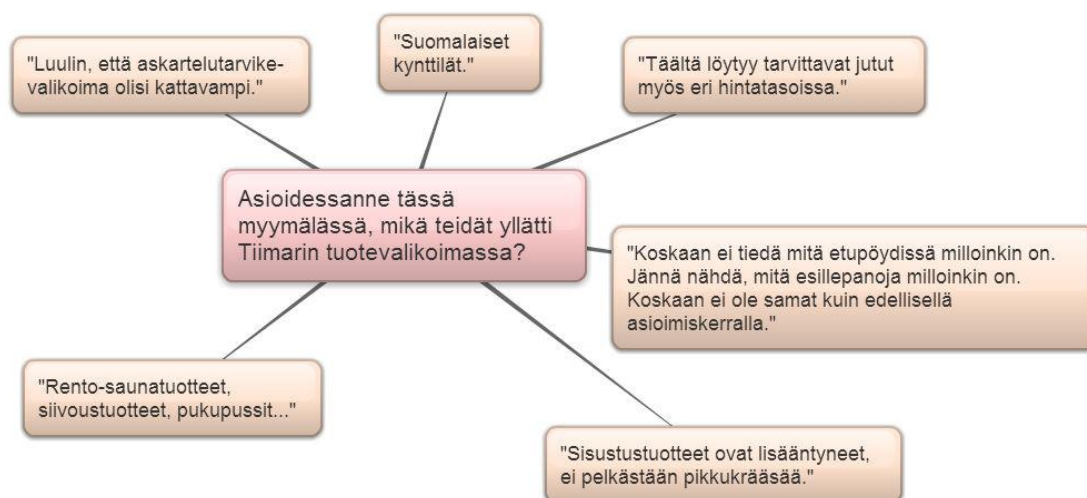 "Luulin, että askartelutarvike-
valikoima olisi kattavampi."
"Suomalaiset
kynttilät."
"Täältä löytyy tarvittavat jutut
myös eri hintatasoissa."
Asioidessanne tässä
myymälässä, mikä teidät yllätti
Tiimarin tuotevalikoimassa?
"Koskaan ei tiedä mitä etupöydissä milloinkin on.
Jännä nähdä, mitä esillepanoja milloinkin on.
Koskaan ei ole samat kuin edellisellä
asioimiskerralla."
"Rento-saunatuotteet,
siivoustuotteet, pukupussit..."
"Sisustustuotteet ovat lisääntyneet,
ei pelkästään pikkukrääsää."